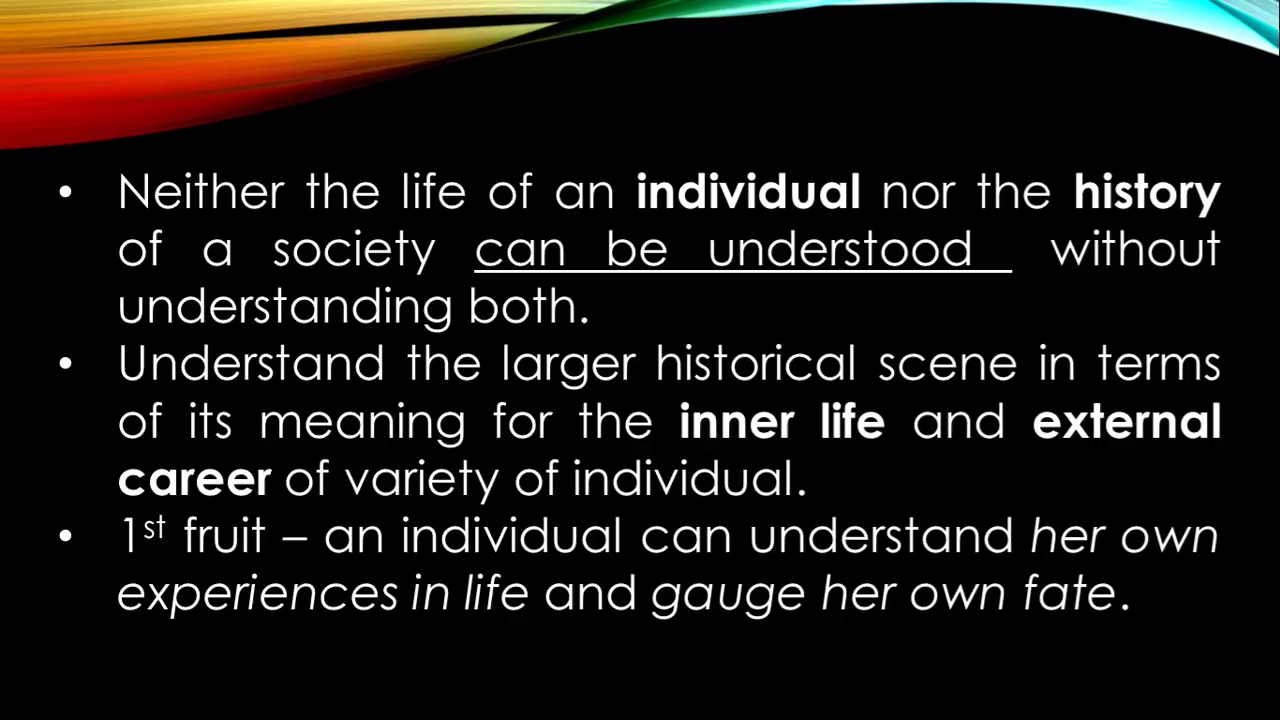 • Neither the life of an individual nor the history
of a society can be understood without
understanding both.
• Understand the larger historical scene in terms
of its meaning for the inner life and external
career of variety of individual.
• 1st fruit – an individual can understand her own
experiences in life and gauge her own fate.